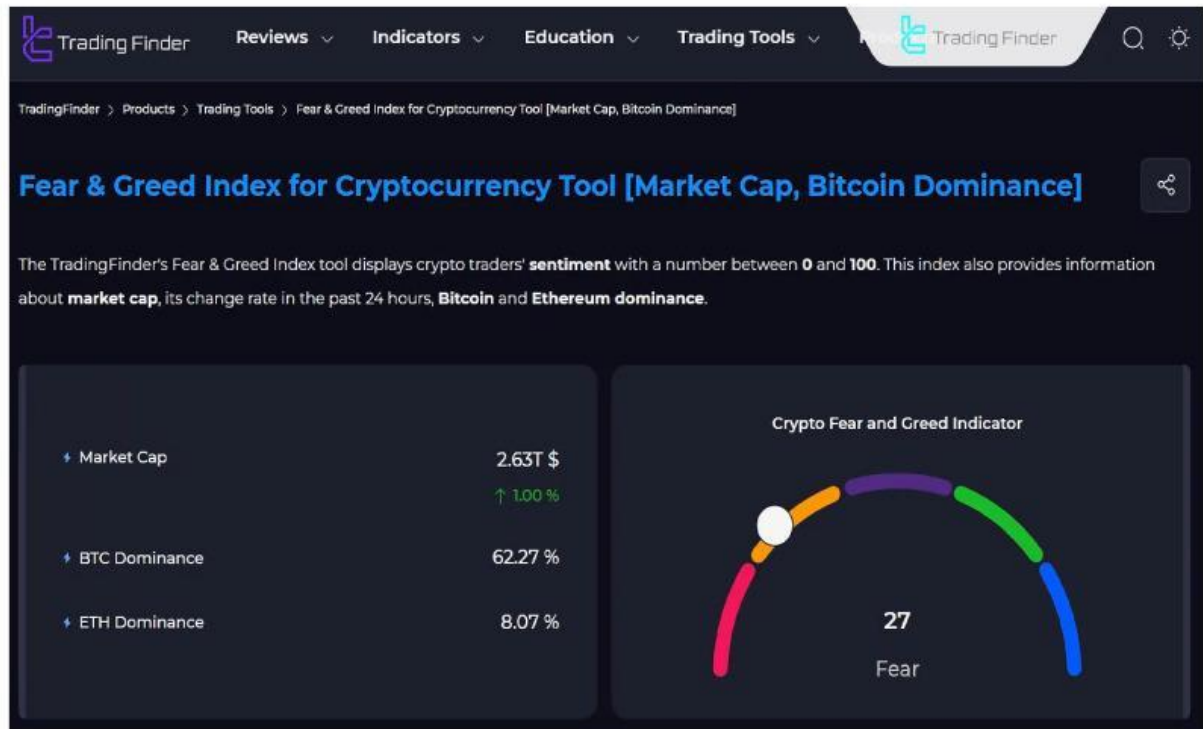 Trading Finder Reviews Indicators Education Trading Tools Trading Finder
TradingFinder > Products > Trading Tools > Fear & Greed Index for Cryptocurrency Tool [Market Cap, Bitcoin Dominance]
Fear & Greed Index for Cryptocurrency Tool [Market Cap, Bitcoin Dominance]
The TradingFinder's Fear & Greed Index tool displays crypto traders' sentiment with a number between 0 and 100. This index also provides information
about market cap, its change rate in the past 24 hours, Bitcoin and Ethereum dominance.
Market Cap 2.63T $
↑ 1.00 %
BTC Dominance 62.27 %
ETH Dominance 8.07 %
Crypto Fear and Greed Indicator
27
Fear